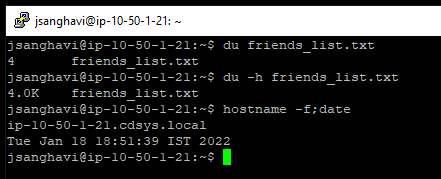 jsanghavi@ip-10-50-1-21: ~
jsanghavi@ip-10-50-1-21:~$ du friends_list.txt
4       friends_list.txt
jsanghavi@ip-10-50-1-21:~$ du -h friends_list.txt
4.0K    friends_list.txt
jsanghavi@ip-10-50-1-21:~$ hostname -f;date
ip-10-50-1-21.cdsys.local
Tue Jan 18 18:51:39 IST 2022
jsanghavi@ip-10-50-1-21:~$